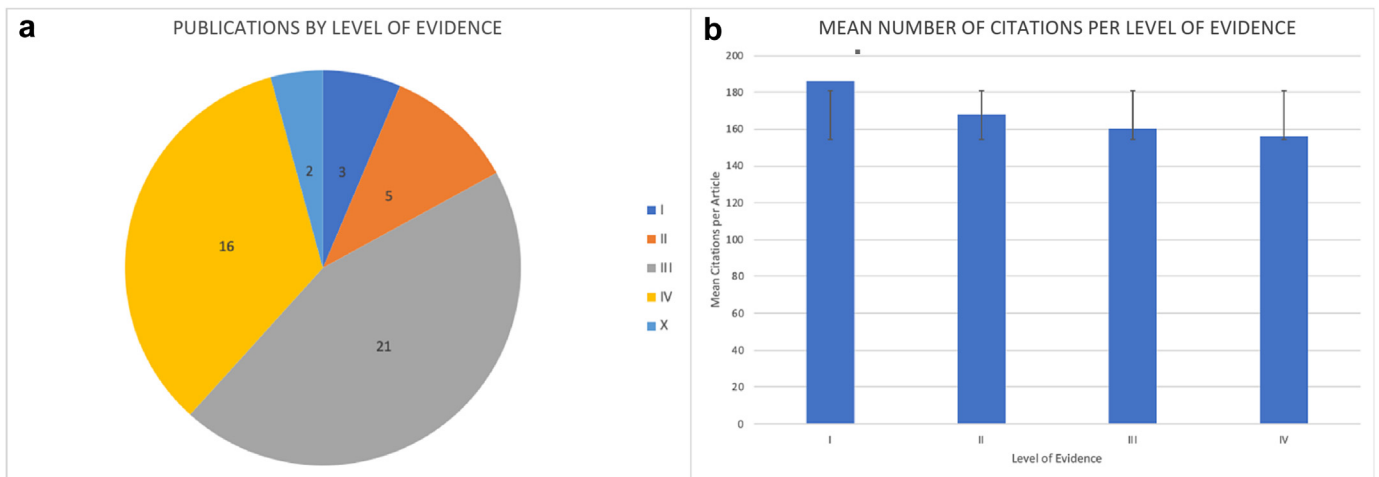 a
PUBLICATIONS BY LEVEL OF EVIDENCE
2
3
5
16
21
I
II
III
IV
X
b
MEAN NUMBER OF CITATIONS PER LEVEL OF EVIDENCE
200
180
160
140
120
100
80
60
40
20
0
Mean Citations per Article
I
II
III
IV
Level of Evidence